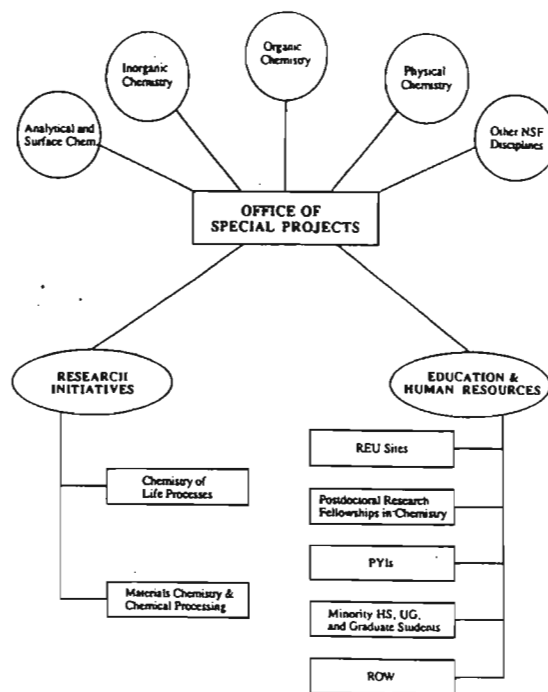 Organic
Chemistry
Inorganic
Chemistry
Physical
Chemistry
Analytical and
Surface Chem.
Other NSF
Disciplines
OFFICE OF
SPECIAL PROJECTS
RESEARCH
INITIATIVES
EDUCATION &
HUMAN RESOURCES
Chemistry of
Life Processes
Materials Chemistry &
Chemical Processing
REU Sites
Postdoctoral Research
Fellowships in Chemistry
PYIs
Minority HS, UG,
and Graduate Students
ROW